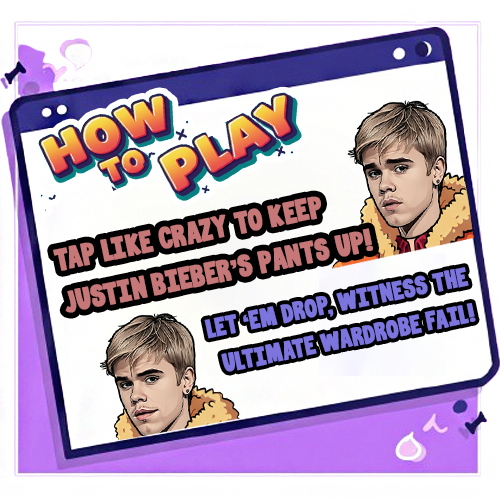 HOW
TO PLAY
TAP LIKE CRAZY TO KEEP
JUSTIN BIEBER'S PANTS UP!
LET 'EM DROP, WITNESS THE
ULTIMATE WARDROBE FAIL!